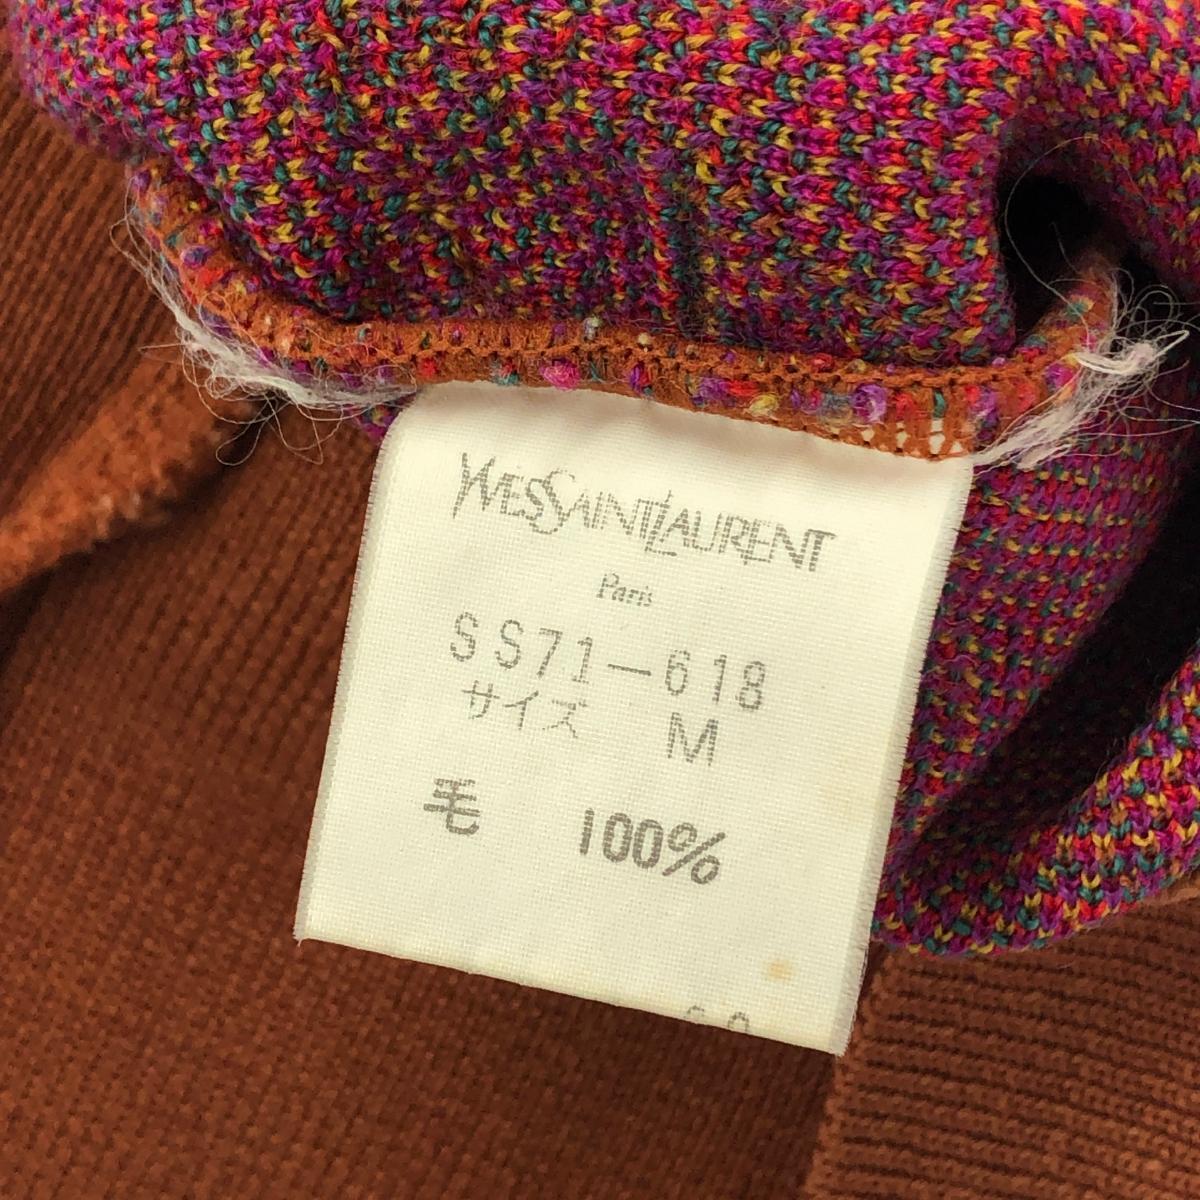 YVESSAINTLAURENT
Paris
SS71-618
サイズ M
毛 100%